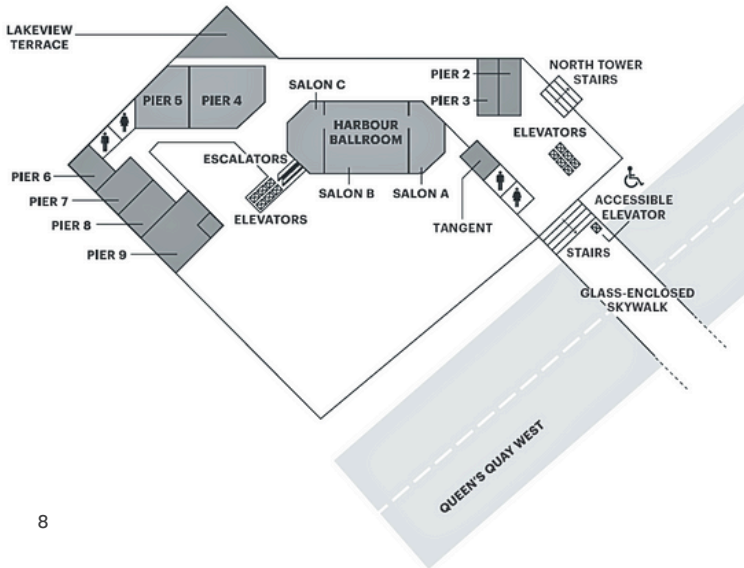 LAKEVIEW
TERRACE
PIER 5
PIER 4
SALON C
HARBOUR
BALLROOM
PIER 2
PIER 3
NORTH TOWER
STAIRS
ELEVATORS
ESCALATORS
ELEVATORS
SALON B
SALON A
TANGENT
PIER 6
PIER 7
PIER 8
PIER 9
ACCESSIBLE
ELEVATOR
STAIRS
GLASS-ENCLOSED
SKYWALK
QUEEN'S QUAY WEST
8